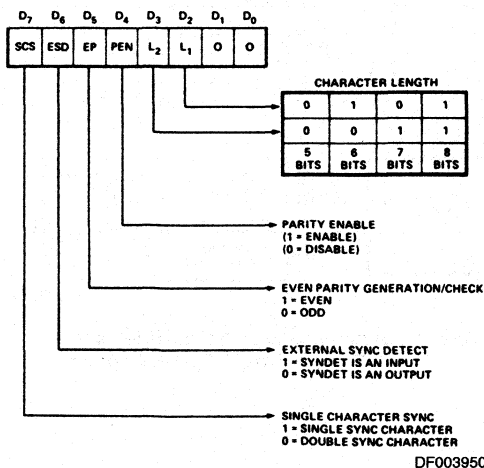 D7 D6 D5 D4 D3 D2 D1 D0
SCS ESD EP PEN L2 L1 O O
CHARACTER LENGTH
0 1 0 1
0 0 1 1
5 BITS 6 BITS 7 BITS 8 BITS
PARITY ENABLE
(1 = ENABLE)
(0 = DISABLE)
EVEN PARITY GENERATION/CHECK
1 = EVEN
0 = ODD
EXTERNAL SYNC DETECT
1 = SYNDET IS AN INPUT
0 = SYNDET IS AN OUTPUT
SINGLE CHARACTER SYNC
1 = SINGLE SYNC CHARACTER
0 = DOUBLE SYNC CHARACTER
DF003950